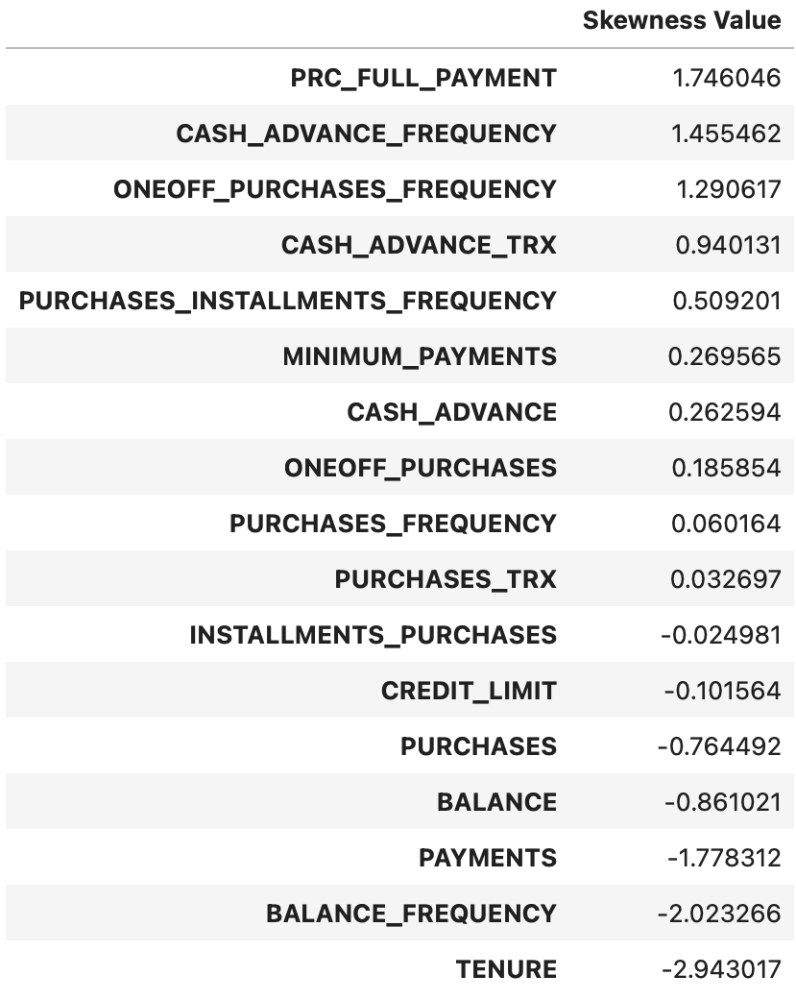 Skewness Value
PRC_FULL_PAYMENT 1.746046
CASH_ADVANCE_FREQUENCY 1.455462
ONEOFF_PURCHASES_FREQUENCY 1.290617
CASH_ADVANCE_TRX 0.940131
PURCHASES_INSTALLMENTS_FREQUENCY 0.509201
MINIMUM_PAYMENTS 0.269565
CASH_ADVANCE 0.262594
ONEOFF_PURCHASES 0.185854
PURCHASES_FREQUENCY 0.060164
PURCHASES_TRX 0.032697
INSTALLMENTS_PURCHASES -0.024981
CREDIT_LIMIT -0.101564
PURCHASES -0.764492
BALANCE -0.861021
PAYMENTS -1.778312
BALANCE_FREQUENCY -2.023266
TENURE -2.943017